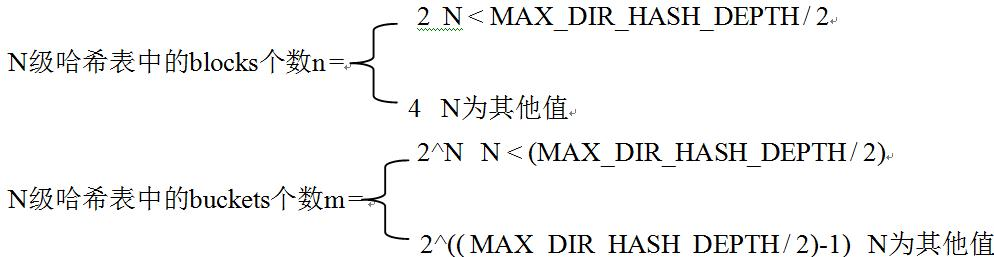 2 N < MAX_DIR_HASH_DEPTH / 2
N级哈希表中的blocks个数n=
4 N为其他值
2^N N < (MAX_DIR_HASH_DEPTH / 2)
N级哈希表中的buckets个数m=
2^(( MAX_DIR_HASH_DEPTH / 2)-1) N为其他值